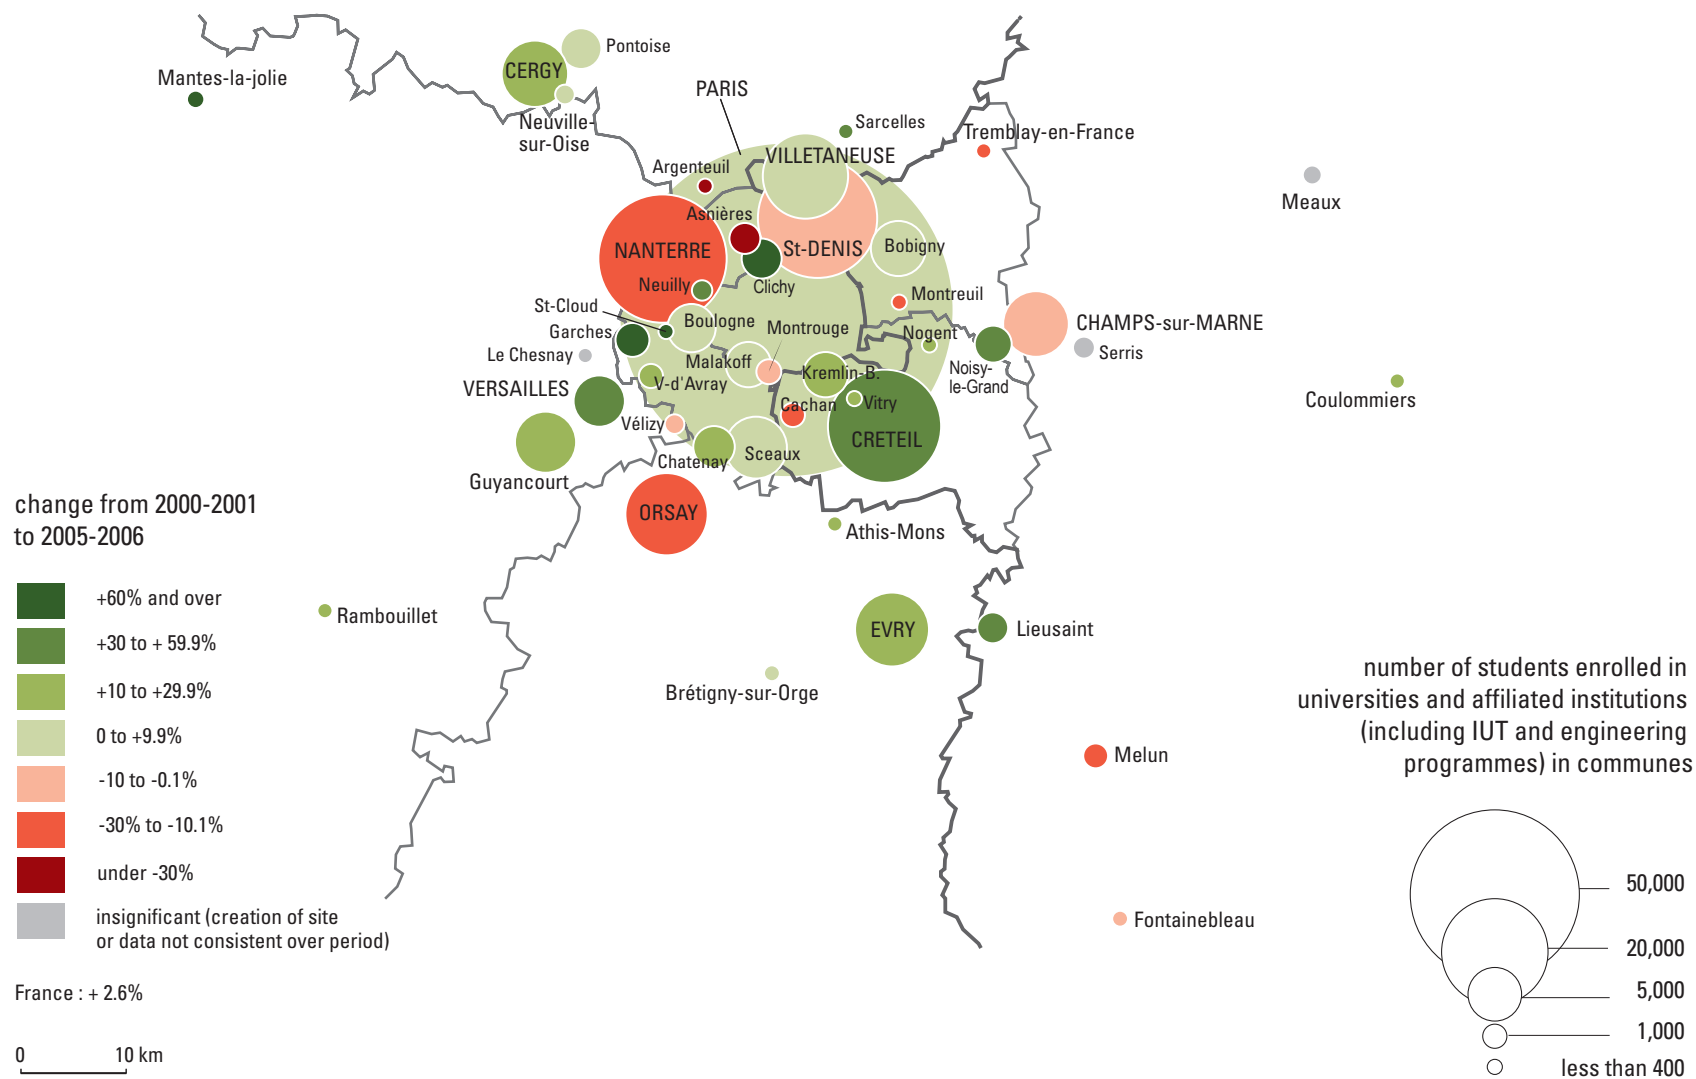 Pontoise
CERGY
Mantes-la-jolie
PARIS
Neuville-
sur-Oise
Sarcelles
Tremblay-en-France
VILLETANEUSE
Argenteuil
Meaux
Asnières
NANTERRE
St-DENIS
Bobigny
Neuilly
Clichy
Montreuil
St-Cloud
Boulogne
Montrouge
CHAMPS-sur-MARNE
Garches
Nogent
Le Chesnay
Malakoff
Serris
Noisy-
le-Grand
Kremlin-B.
V-d'Avray
VERSAILLES
Coulommiers
Cachan
Vitry
Vélizy
CRETEIL
Chatenay
Sceaux
Guyancourt
ORSAY
Athis-Mons
Rambouillet
EVRY
Lieusaint
Brétigny-sur-Orge
Melun
Fontainebleau
change from 2000-2001
to 2005-2006
+60% and over
+30 to + 59.9%
+10 to +29.9%
0 to +9.9%
-10 to -0.1%
-30% to -10.1%
under -30%
insignificant (creation of site
or data not consistent over period)
France : + 2.6%
0 10 km
number of students enrolled in
universities and affiliated institutions
(including IUT and engineering
programmes) in communes
50,000
20,000
5,000
1,000
less than 400